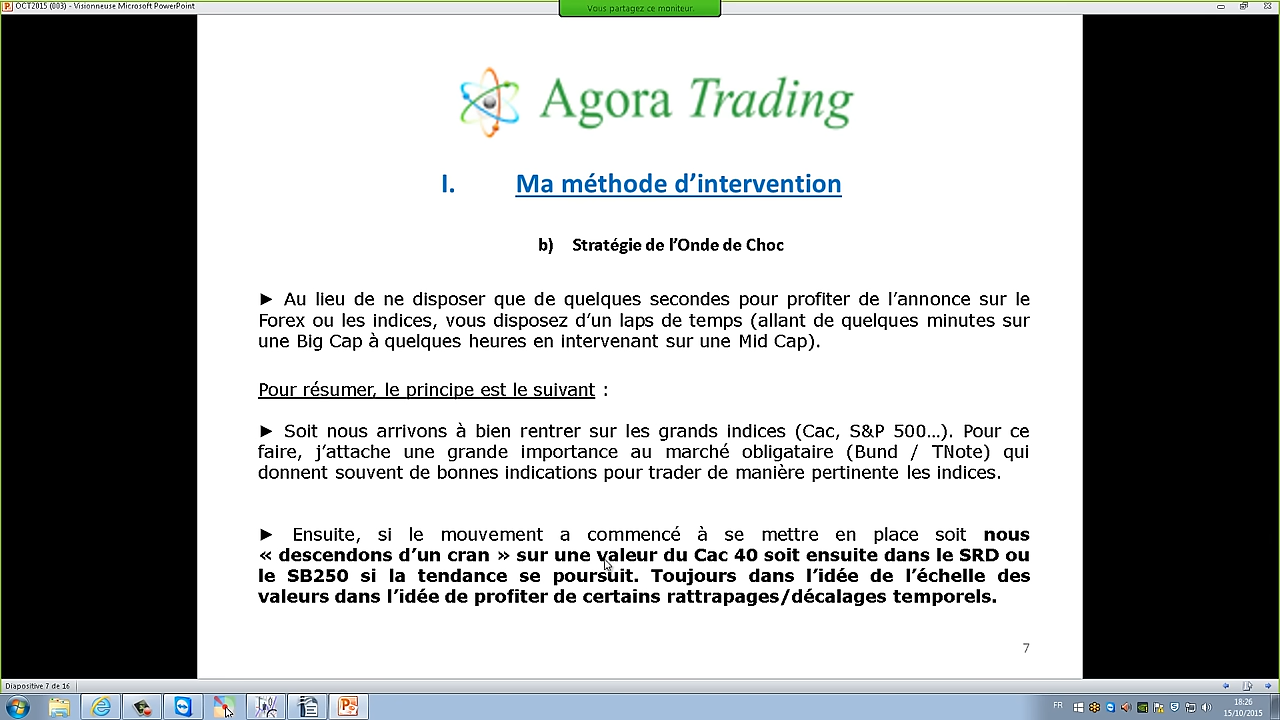 OCT2015 (003) - Visionneuse Microsoft PowerPoint
Vous partagez ce moniteur.
Agora Trading
I. Ma méthode d’intervention
b) Stratégie de l’Onde de Choc
► Au lieu de ne disposer que de quelques secondes pour profiter de l’annonce sur le
Forex ou les indices, vous disposez d’un laps de temps (allant de quelques minutes sur
une Big Cap à quelques heures en intervenant sur une Mid Cap).
Pour résumer, le principe est le suivant :
► Soit nous arrivons à bien rentrer sur les grands indices (Cac, S&P 500…). Pour ce
faire, j’attache une grande importance au marché obligataire (Bund / TNote) qui
donnent souvent de bonnes indications pour trader de manière pertinente les indices.
► Ensuite, si le mouvement a commencé à se mettre en place soit nous
« descendons d’un cran » sur une valeur du Cac 40 soit ensuite dans le SRD ou
le SB250 si la tendance se poursuit. Toujours dans l’idée de l’échelle des
valeurs dans l’idée de profiter de certains rattrapages/décalages temporels.
7
Diapositive 7 de 16
FR
18:26
15/10/2015